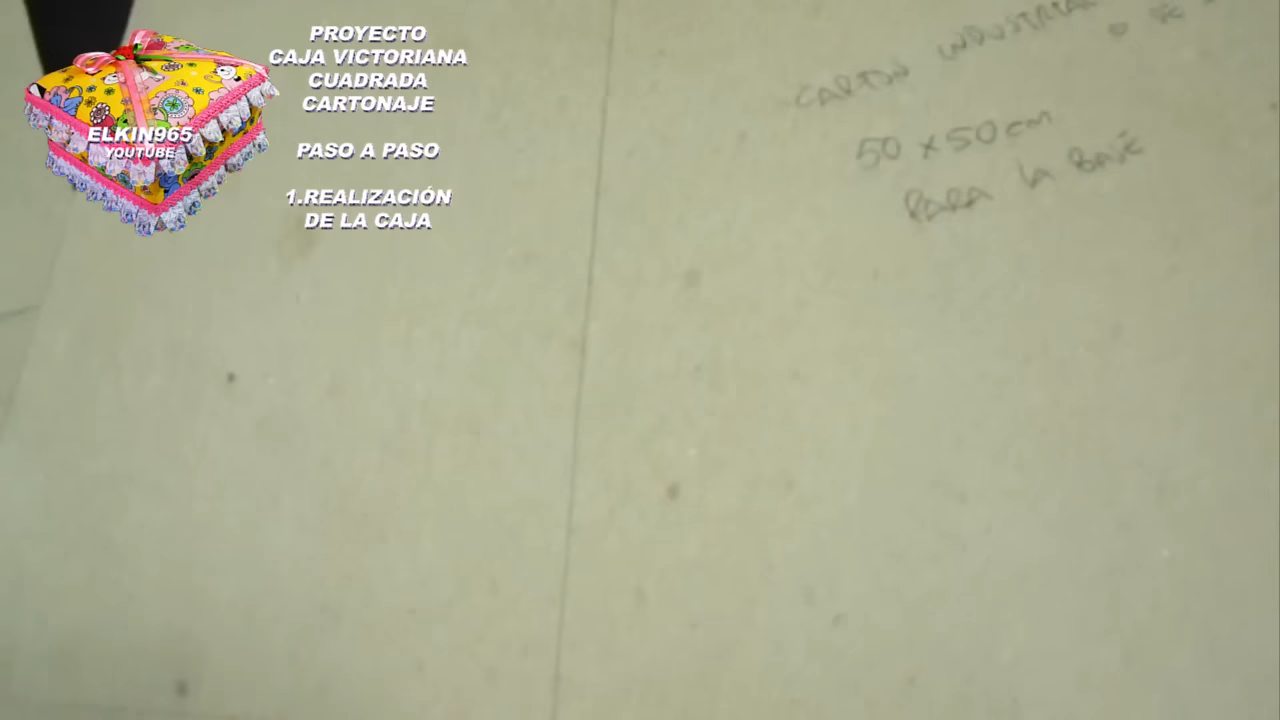 PROYECTO
CAJA VICTORIANA
CUADRADA
CARTONAJE
PASO A PASO
1.REALIZACIÓN
DE LA CAJA
ELKIN965
YOUTUBE
CARTON INDUSTRIAL
50 x 50 cm
PARA LA BASE